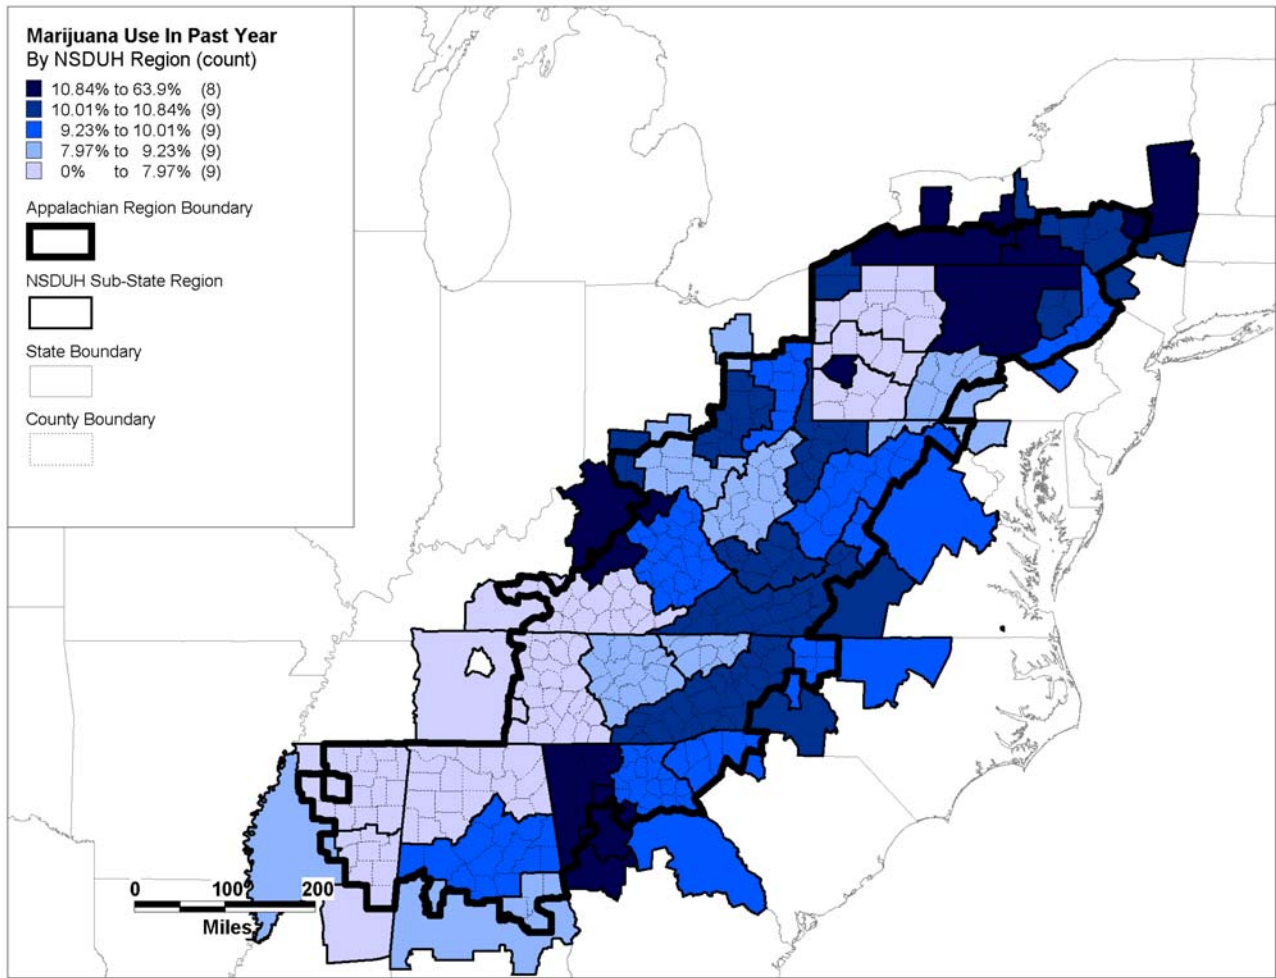 Marijuana Use In Past Year
By NSDUH Region (count)
10.84% to 63.9% (8)
10.01% to 10.84% (9)
9.23% to 10.01% (9)
7.97% to 9.23% (9)
0% to 7.97% (9)
Appalachian Region Boundary
NSDUH Sub-State Region
State Boundary
County Boundary
0 100 200
Miles